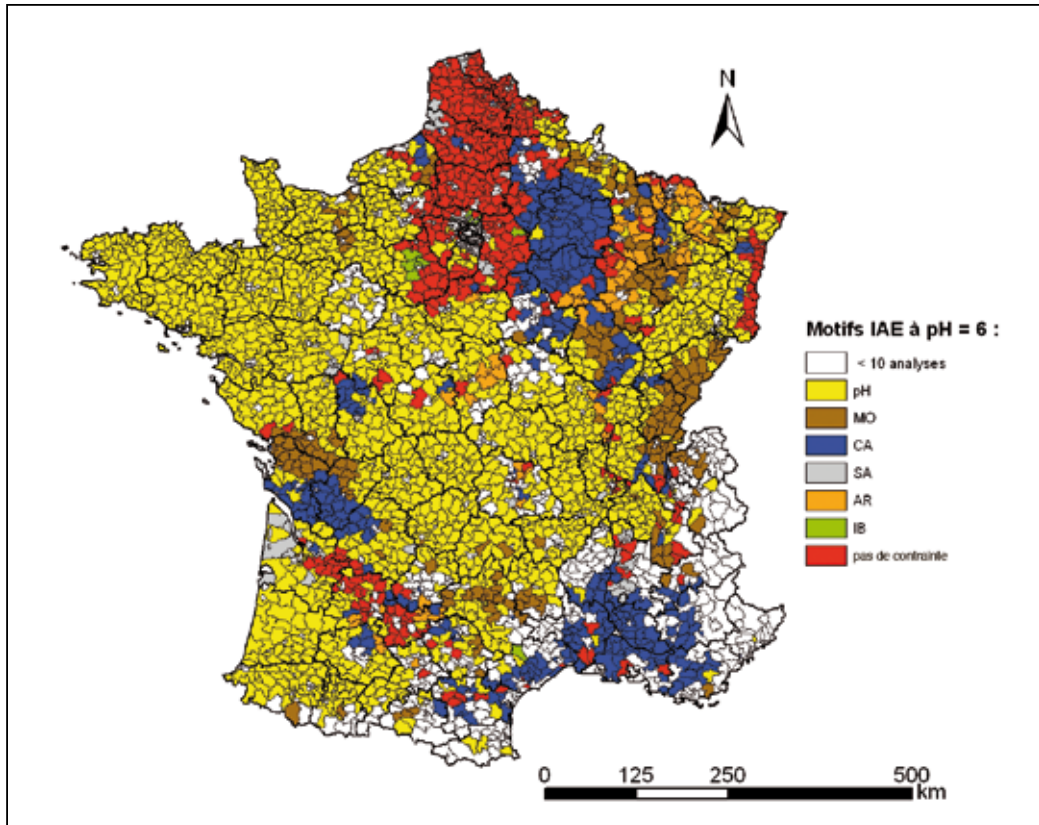 N
Motifs IAE à pH = 6 :
< 10 analyses
pH
MO
CA
SA
AR
IB
pas de contrainte
0 125 250 500
km